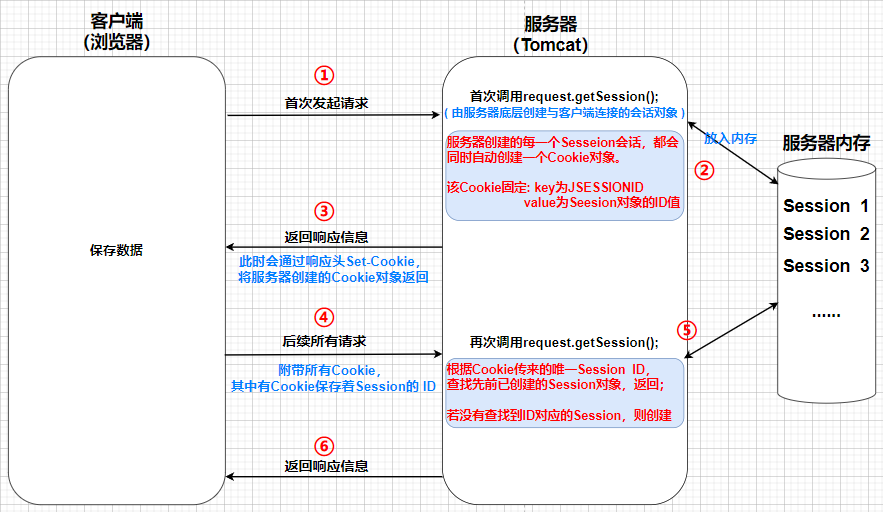 客户端
（浏览器）
服务器
（Tomcat）
①
首次发起请求
首次调用request.getSession();
( 由服务器底层创建与客户端连接的会话对象 )
服务器创建的每一个Sesseion会话，都会
同时自动创建一个Cookie对象。
该Cookie固定: key为JSESSIONID
value为Seesion对象的ID值
放入内存
②
服务器内存
Session 1
Session 2
Session 3
......
③
返回响应信息
此时会通过响应头Set-Cookie，
将服务器创建的Cookie对象返回
保存数据
④
后续所有请求
附带所有Cookie，
其中有Cookie保存着Session的 ID
⑤
再次调用request.getSession();
根据Cookie传来的唯一Session ID，
查找先前已创建的Session对象，返回；
若没有查找到ID对应的Session，则创建
⑥
返回响应信息